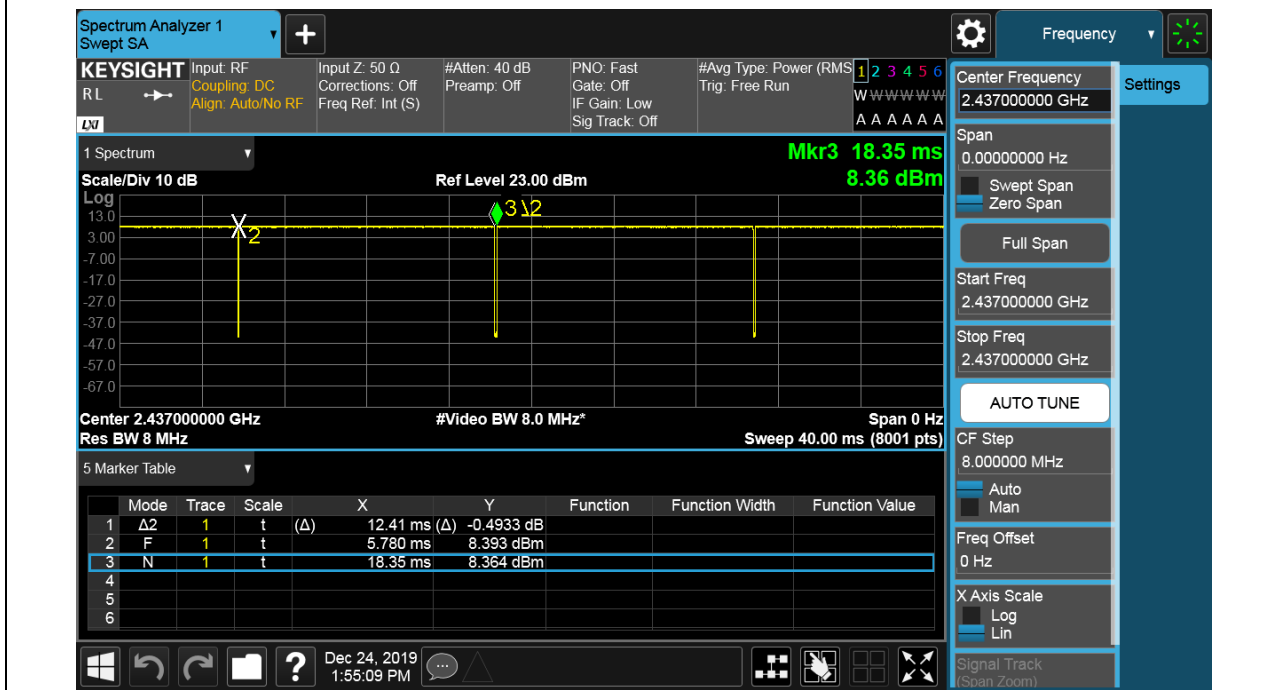 Spectrum Analyzer 1
Swept SA
+
Frequency
KEYSIGHT
R L
LXI
Input: RF
Coupling: DC
Align: Auto/No RF
Input Z: 50 Ω
Corrections: Off
Freq Ref: Int (S)
#Atten: 40 dB
Preamp: Off
PNO: Fast
Gate: Off
IF Gain: Low
Sig Track: Off
#Avg Type: Power (RMS
Trig: Free Run
1 2 3 4 5 6
W W W W W W
A A A A A A
1 Spectrum
Mkr3 18.35 ms
Scale/Div 10 dB
Ref Level 23.00 dBm
8.36 dBm
Log
13.0
3.00
-7.00
-17.0
-27.0
-37.0
-47.0
-57.0
-67.0
X2
3 1Δ2
Center 2.437000000 GHz
#Video BW 8.0 MHz*
Span 0 Hz
Res BW 8 MHz
Sweep 40.00 ms (8001 pts)
5 Marker Table
Mode Trace Scale X Y Function Function Width Function Value
1 Δ2 1 t (Δ) 12.41 ms (Δ) -0.4933 dB
2 F 1 t 5.780 ms 8.393 dBm
3 N 1 t 18.35 ms 8.364 dBm
4
5
6
?
Dec 24, 2019
1:55:09 PM
Center Frequency
2.437000000 GHz
Span
0.00000000 Hz
Swept Span
Zero Span
Full Span
Start Freq
2.437000000 GHz
Stop Freq
2.437000000 GHz
AUTO TUNE
CF Step
8.000000 MHz
Auto
Man
Freq Offset
0 Hz
X Axis Scale
Log
Lin
Signal Track
(Span Zoom)
Settings